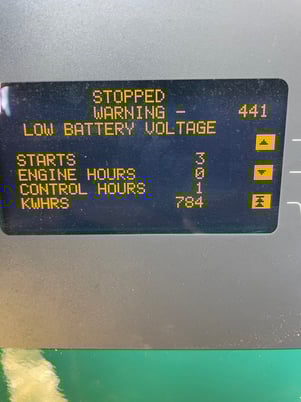 STOPPED
WARNING - 441
LOW BATTERY VOLTAGE
STARTS 3
ENGINE HOURS 0
CONTROL HOURS 1
KWHRS 784